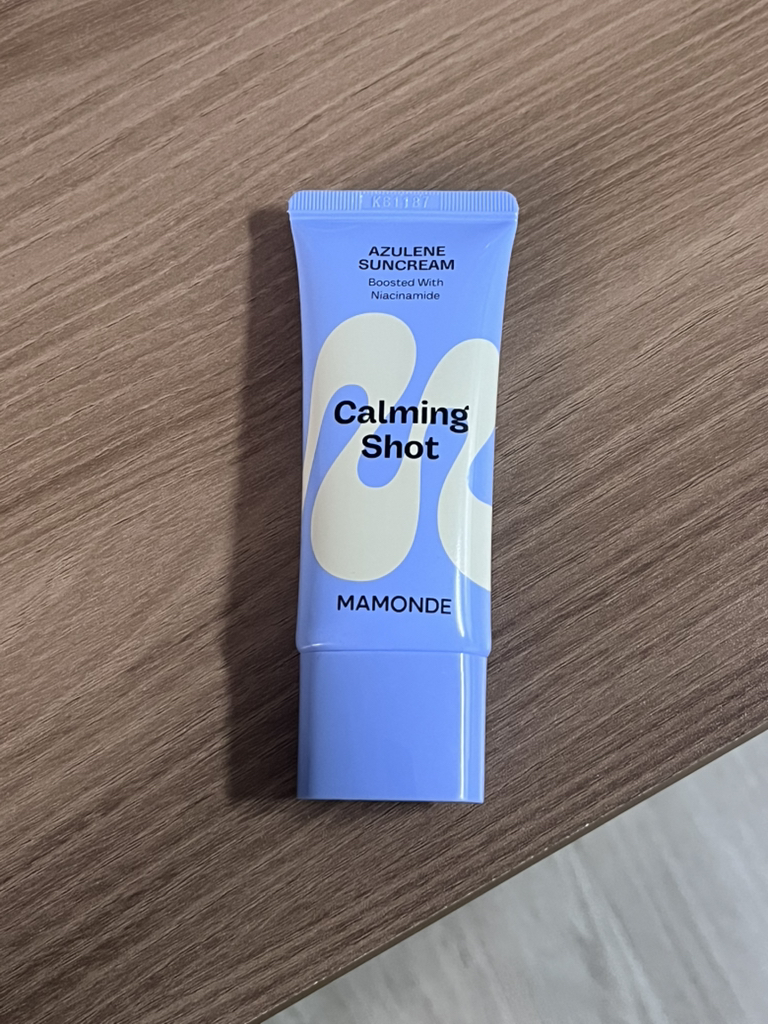 AZULENE
SUNCREAM
Boosted With
Niacinamide
Calming
Shot
MAMONDE